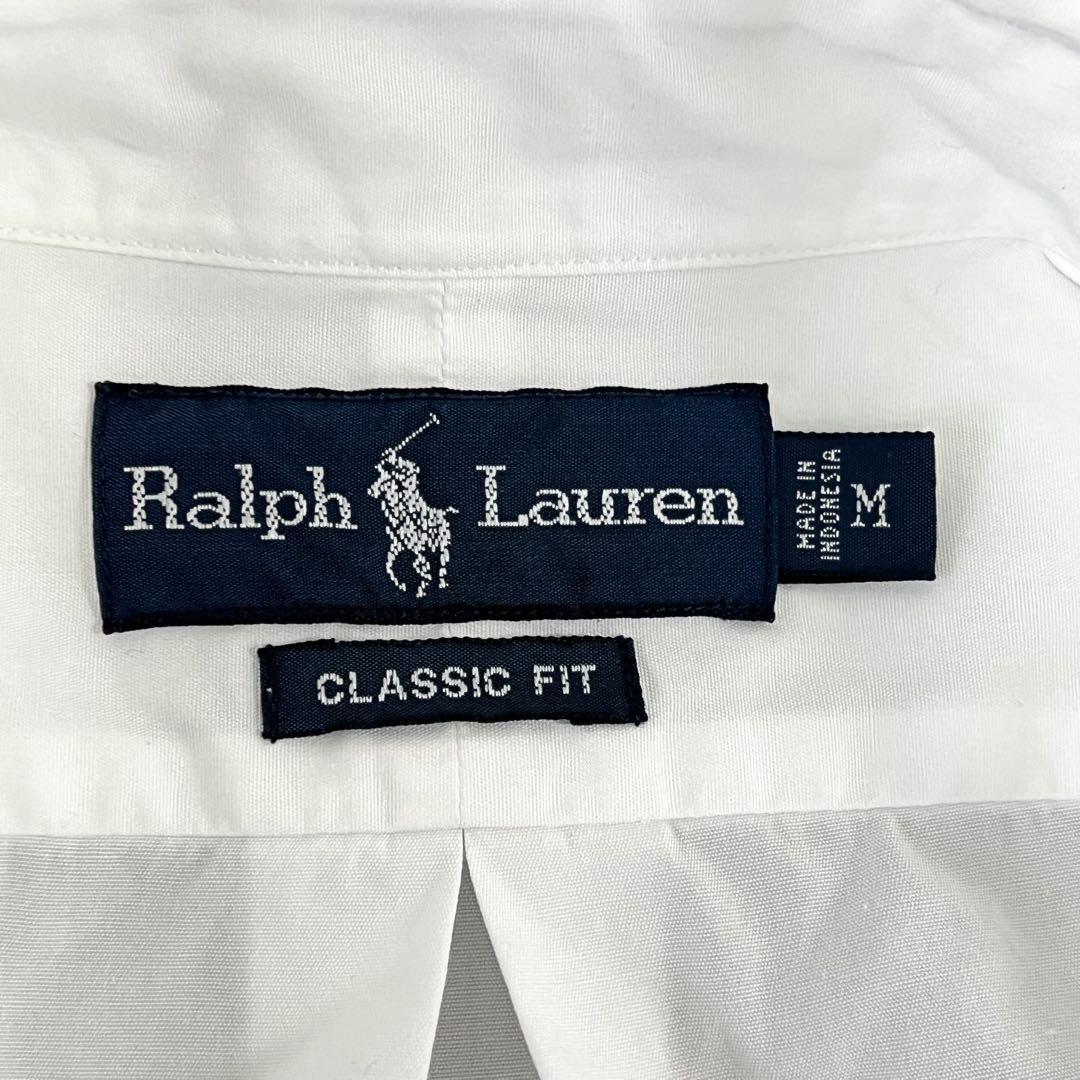 Ralph Lauren
MADE IN
INDONESIA
M
CLASSIC FIT